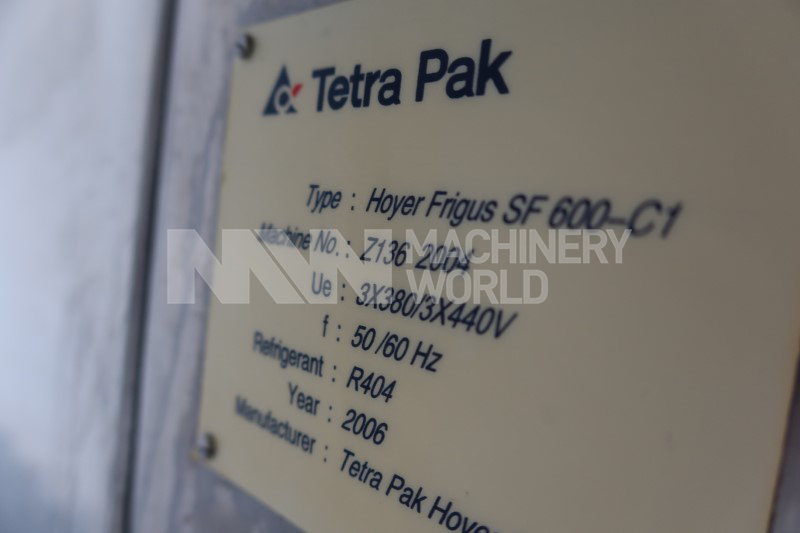 Tetra Pak
Type : Hoyer Frigus SF 600-C1
Machine No. : Z136 2004
MACHINERY
WORLD
Ue : 3X380/3X440V
f : 50/60 Hz
Refrigerant : R404
Year : 2006
Manufacturer : Tetra Pak Hoyer